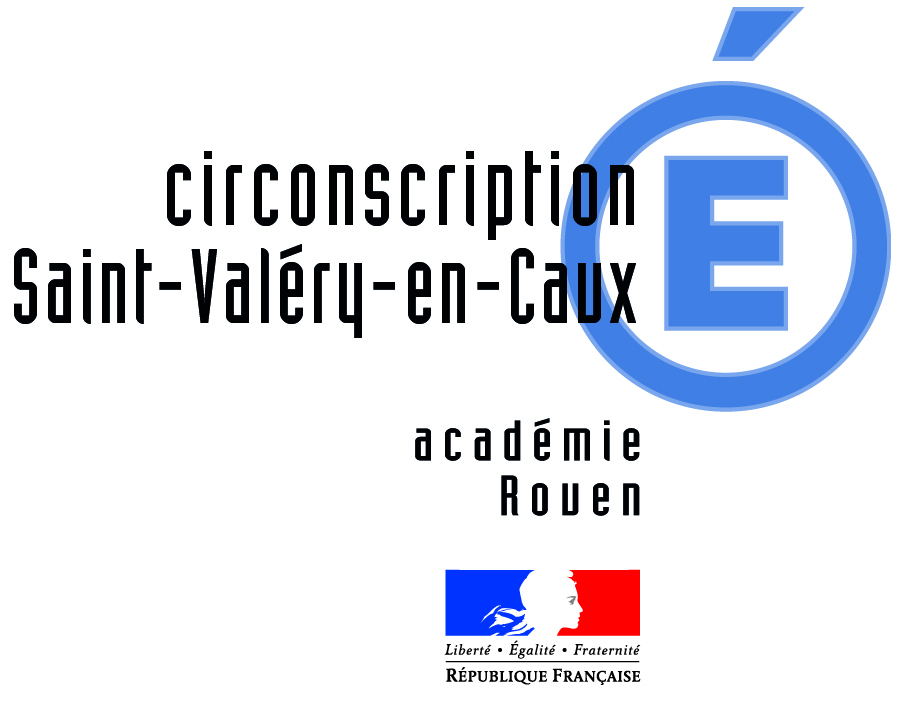 É
circonscription
Saint-Valéry-en-Caux
académie
Rouen
Liberté • Égalité • Fraternité
RÉPUBLIQUE FRANÇAISE